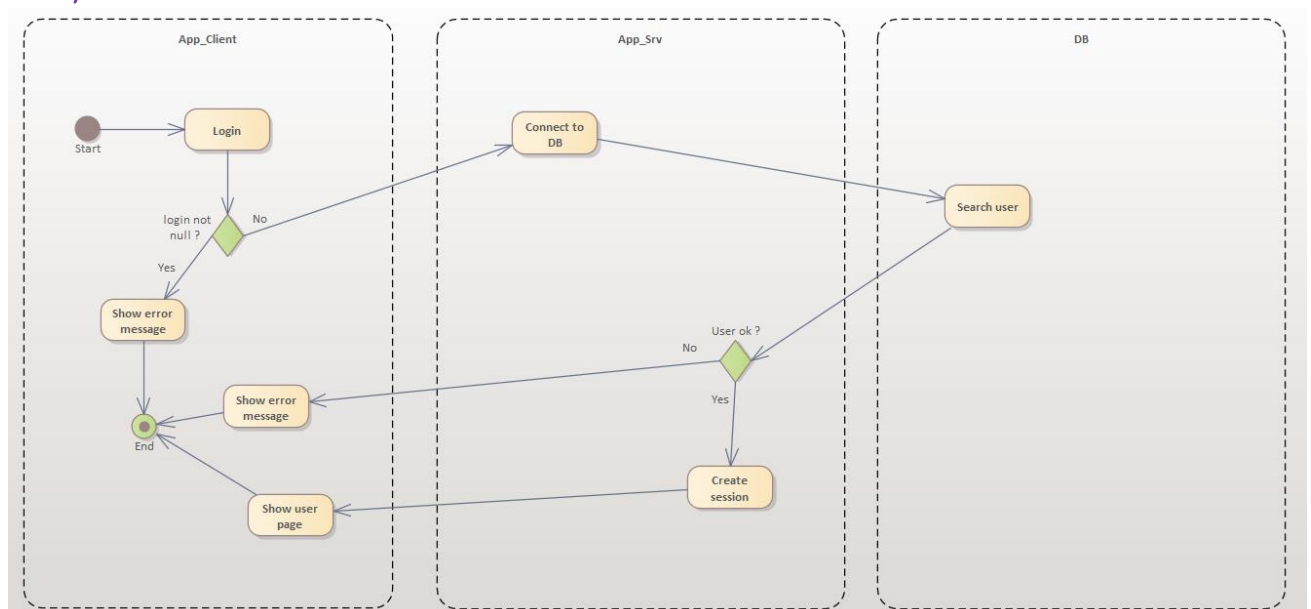 App_Client
App_Srv
DB
Start
Login
Connect to
DB
Search user
login not
null ?
No
Yes
Show error
message
User ok ?
No
Yes
Show error
message
End
Create
session
Show user
page